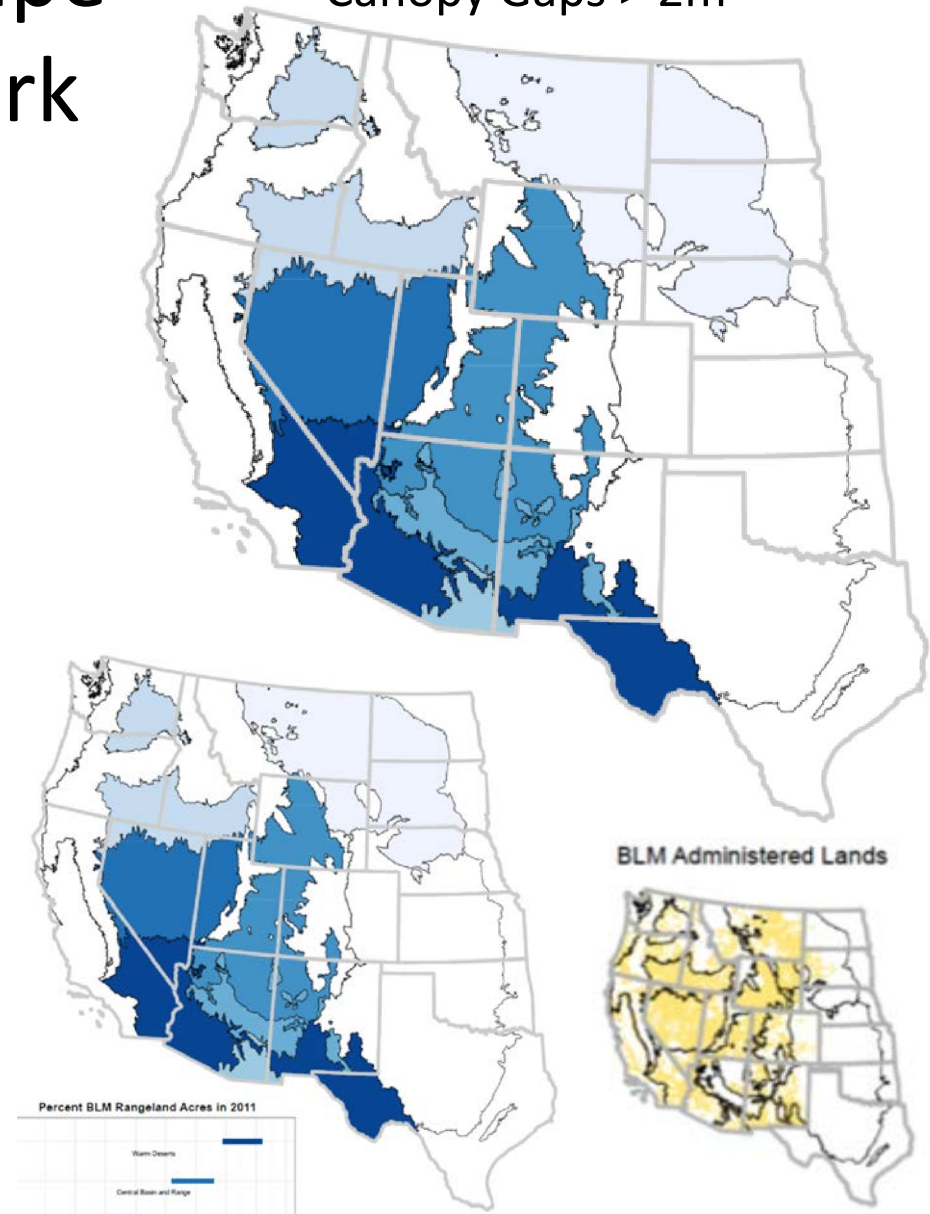 Canopy Gaps > 2m
rk
BLM Administered Lands
Percent BLM Rangeland Acres in 2011
Warm Deserts
Central Basin and Range